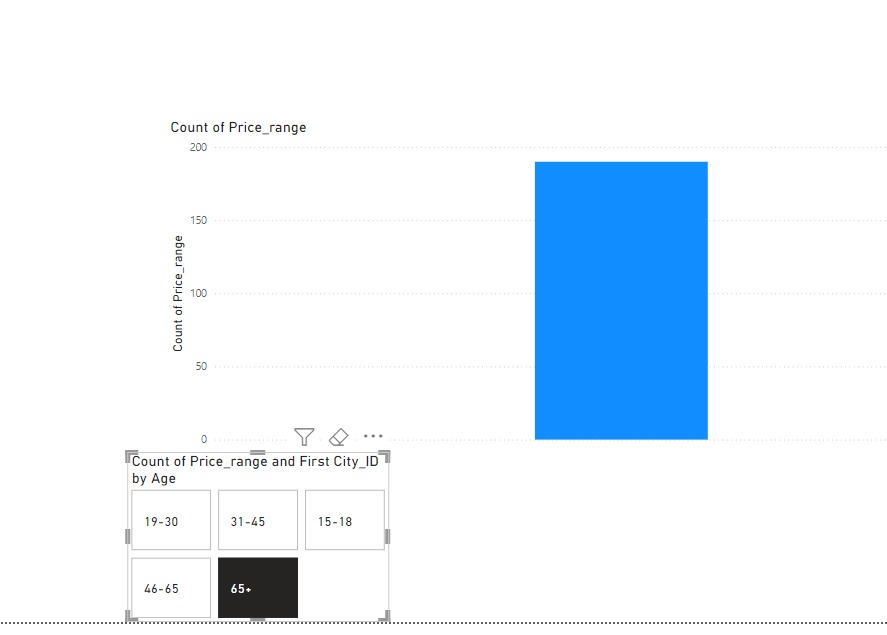 Count of Price_range
200
150
100
50
0
Count of Price_range
Count of Price_range and First City_ID
by Age
19-30
31-45
15-18
46-65
65+